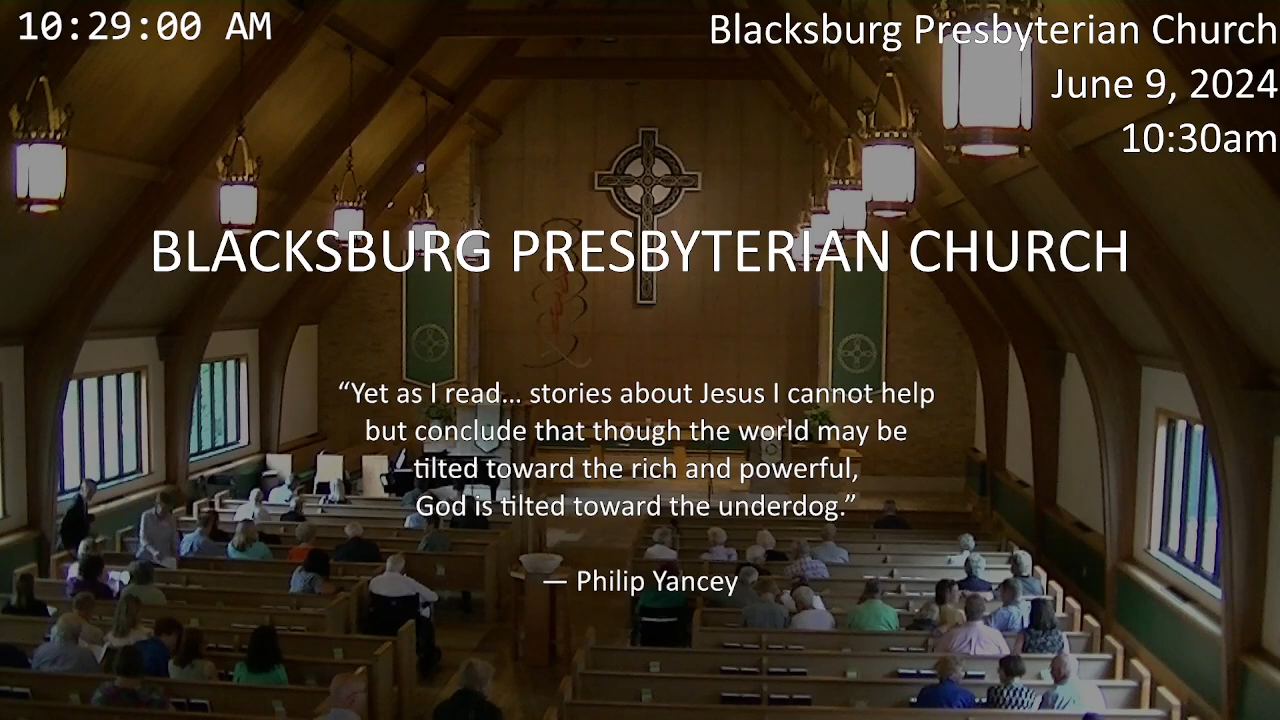 10:29:00 AM
Blacksburg Presbyterian Church
June 9, 2024
10:30am
BLACKSBURG PRESBYTERIAN CHURCH
“Yet as I read... stories about Jesus I cannot help
but conclude that though the world may be
tilted toward the rich and powerful,
God is tilted toward the underdog.”
— Philip Yancey